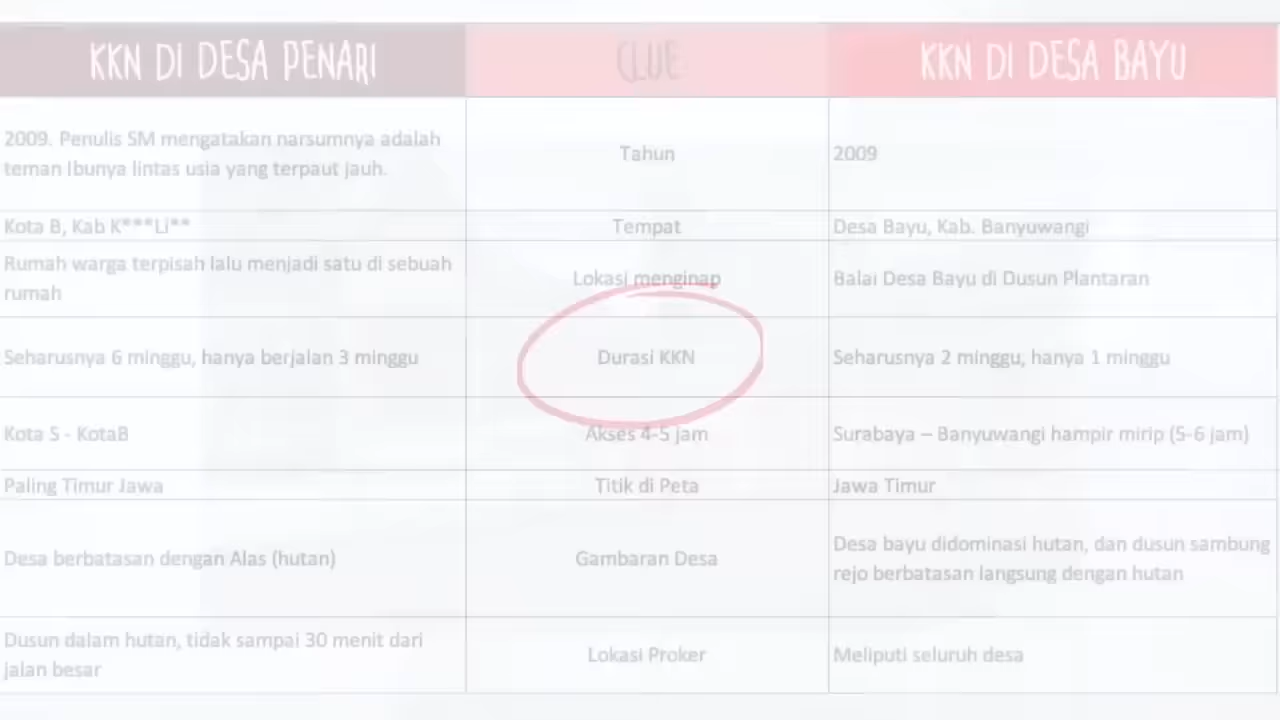 KKN DI DESA PENARI
CLUE
KKN DI DESA BAYU
2009. Penulis SM mengatakan narsumnya adalah
teman Ibunya lintas usia yang terpaut jauh.
Tahun
2009
Kota B, Kab K***Li**
Tempat
Desa Bayu, Kab. Banyuwangi
Rumah warga terpisah lalu menjadi satu di sebuah
rumah
Lokasi menginap
Balai Desa Bayu di Dusun Plantaran
Seharusnya 6 minggu, hanya berjalan 3 minggu
Durasi KKN
Seharusnya 2 minggu, hanya 1 minggu
Kota S - KotaB
Akses 4-5 jam
Surabaya – Banyuwangi hampir mirip (5-6 jam)
Paling Timur Jawa
Titik di Peta
Jawa Timur
Desa berbatasan dengan Alas (hutan)
Gambaran Desa
Desa bayu didominasi hutan, dan dusun sambung
rejo berbatasan langsung dengan hutan
Dusun dalam hutan, tidak sampai 30 menit dari
jalan besar
Lokasi Proker
Meliputi seluruh desa